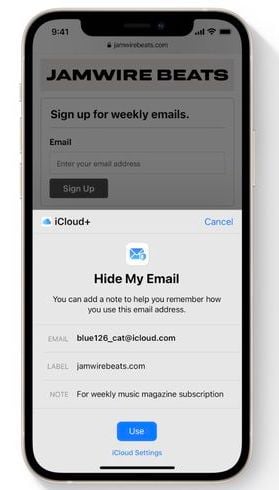 9:41
jamwirebeats.com
JAMWIRE BEATS
Sign up for weekly emails.
Email
Enter your email address
Sign Up
iCloud+ Cancel
Hide My Email
You can add a note to help you remember how
you use this email address.
EMAIL blue126_cat@icloud.com
LABEL jamwirebeats.com
NOTE For weekly music magazine subscription
Use
iCloud Settings